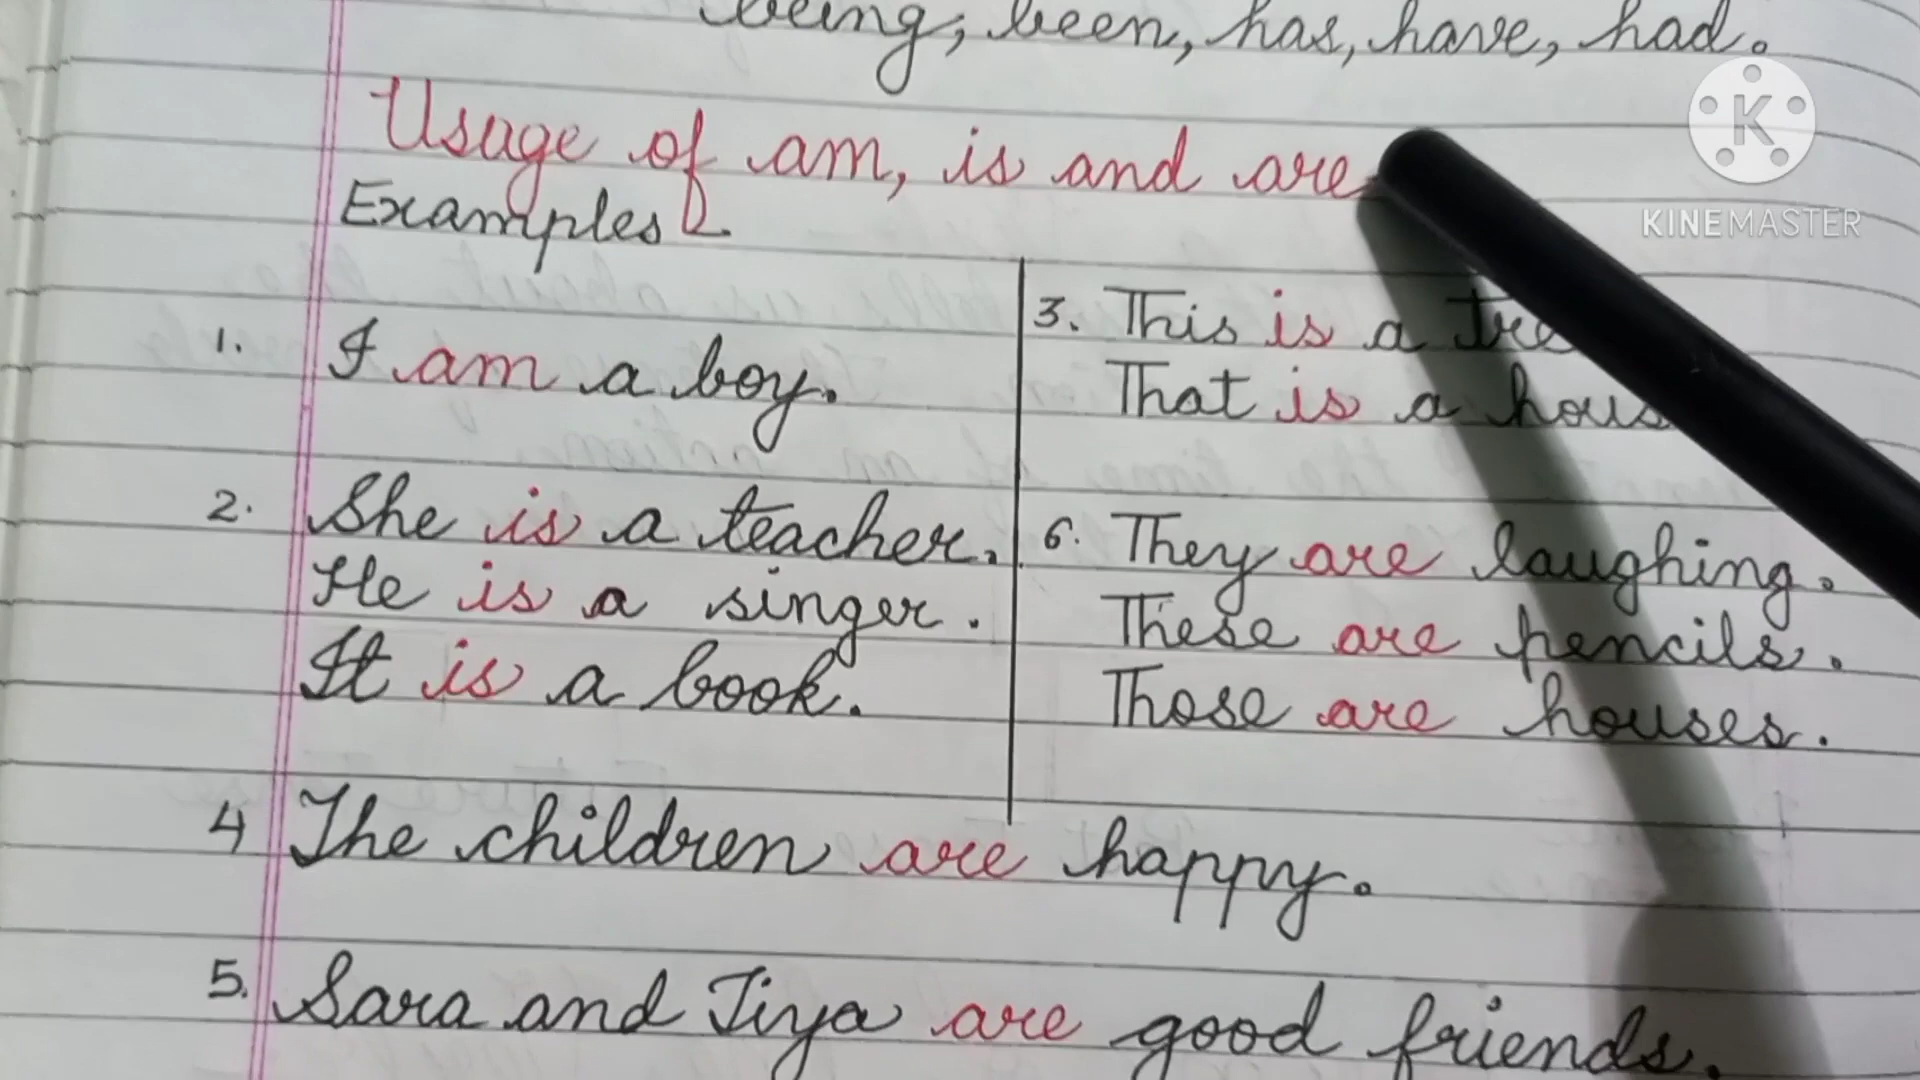 being, been, has, have, had.
Usage of am, is and are
Examples
1. I am a boy.
2. She is a teacher.
He is a singer.
It is a book.
3. This is a
That is a
6. They are laughing.
These are pencils.
Those are houses.
4 The children are happy.
5. Sara and Jiya are good friends.
K
KINEMASTER